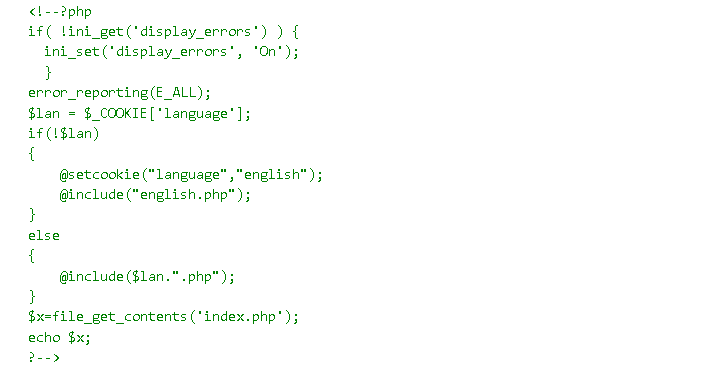 <!--?php
if( !ini_get('display_errors') ) {
  ini_set('display_errors', 'On');
  }
error_reporting(E_ALL);
$lan = $_COOKIE['language'];
if(!$lan)
{
    @setcookie("language","english");
    @include("english.php");
}
else
{
    @include($lan.".php");
}
$x=file_get_contents('index.php');
echo $x;
?-->